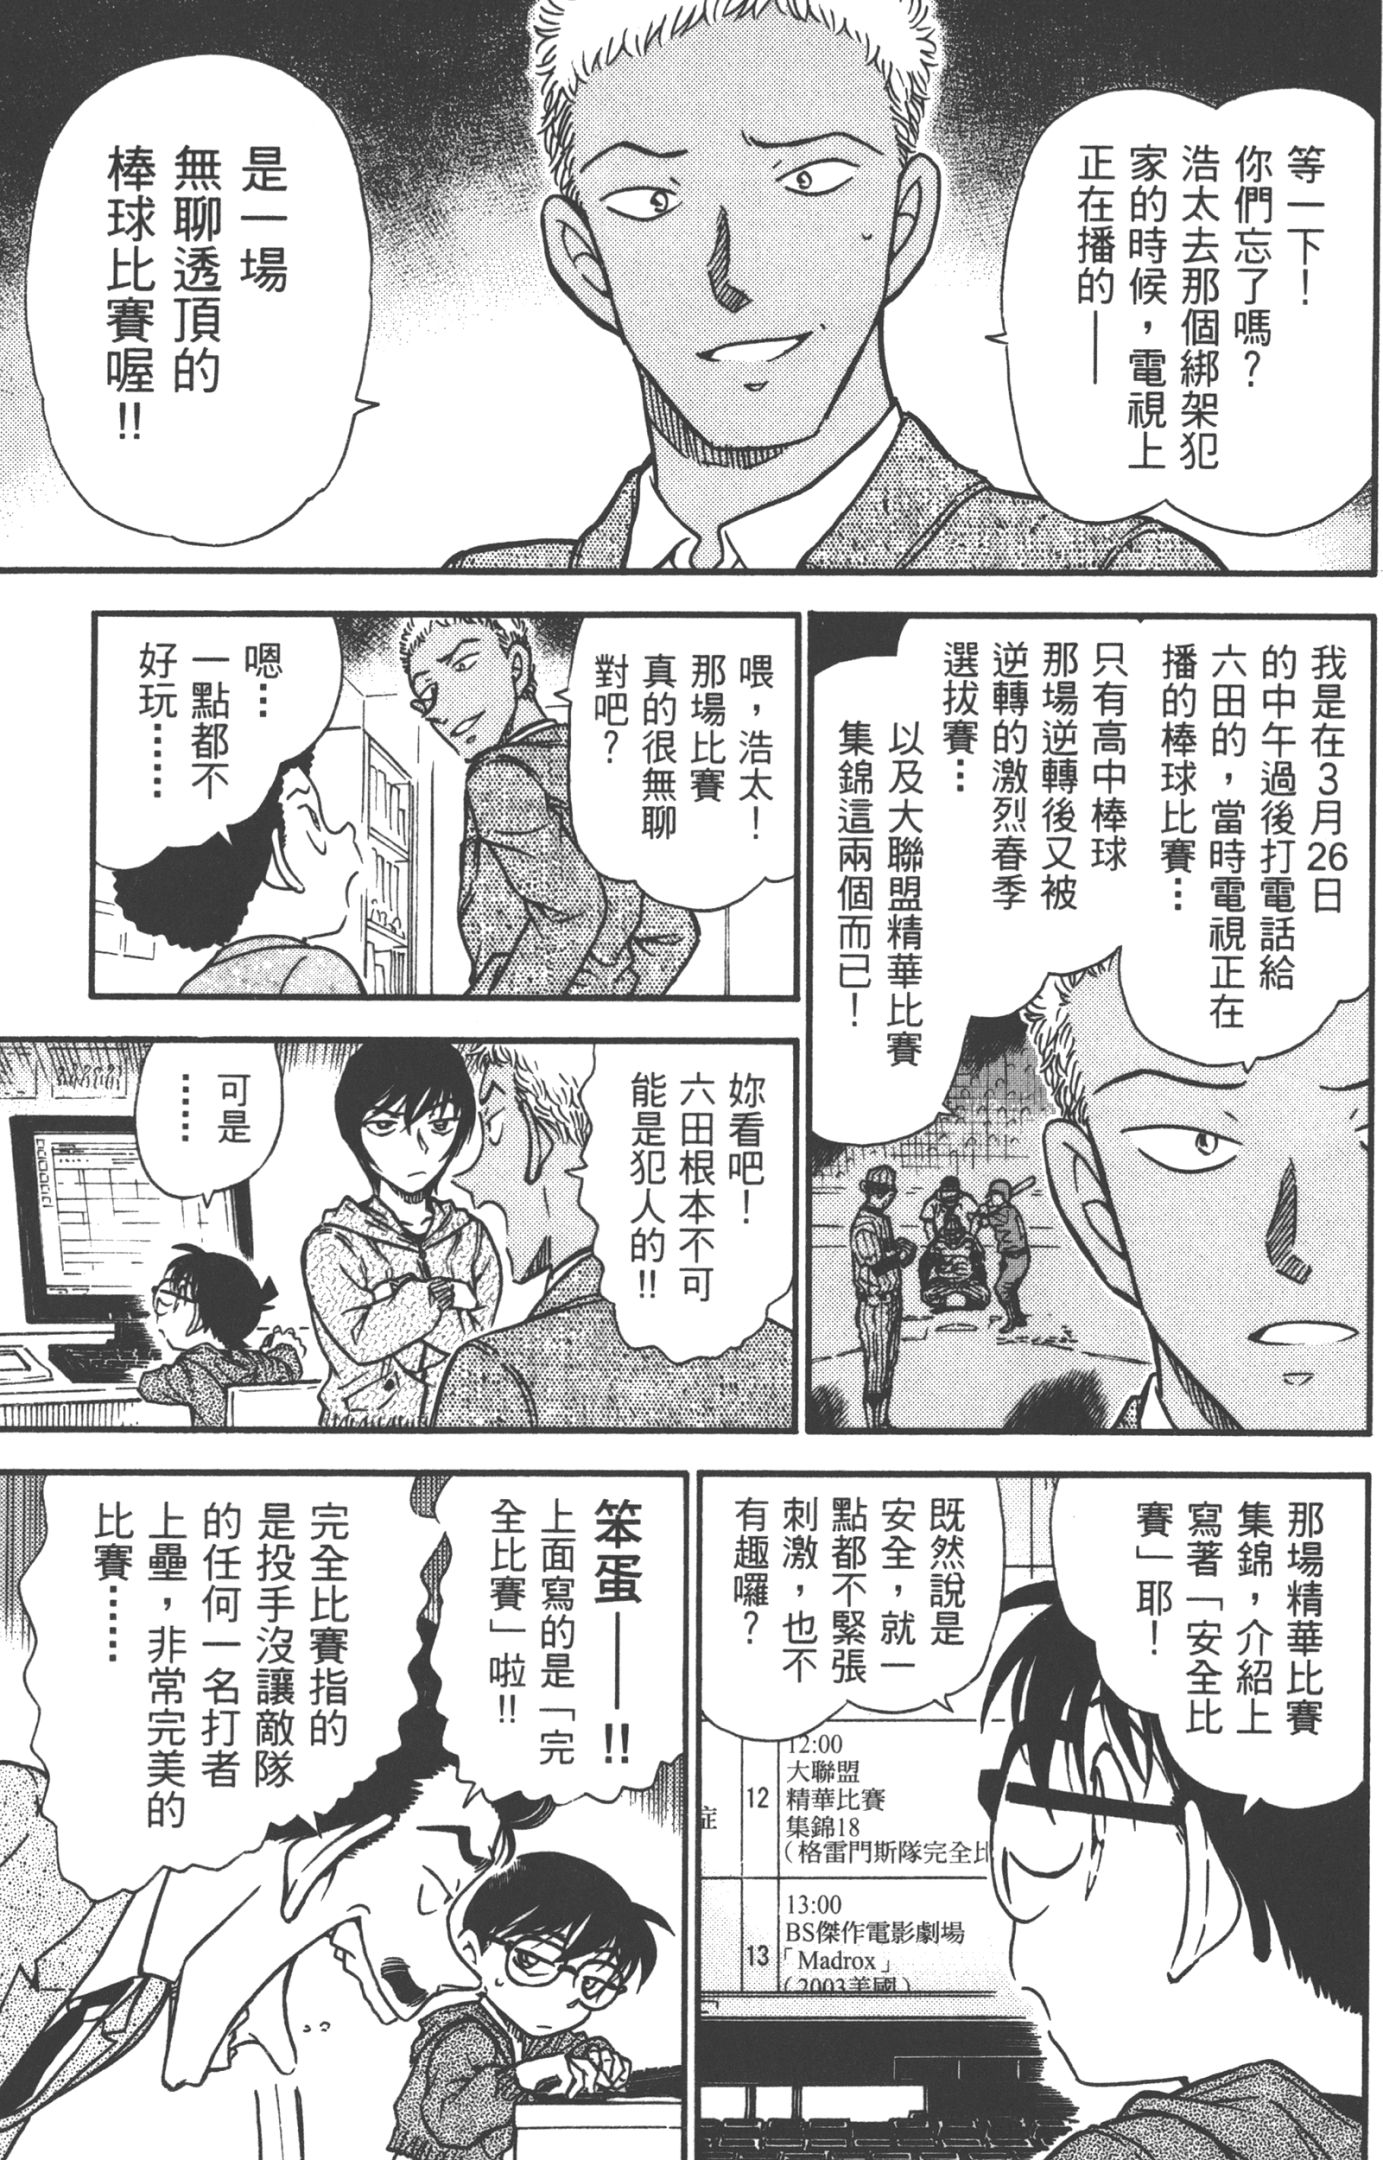 等一下！
你們忘了嗎？
浩太去那個綁架犯
家的時候，電視上
正在播的——
是一場
無聊透頂的
棒球比賽喔！！
我是在3月26日
的中午過後打電話給
六田的，當時電視正在
播的棒球比賽…
只有高中棒球
那場逆轉後又被
逆轉的激烈春季
選拔賽…
以及大聯盟精華比賽
集錦這兩個而已！
喂，浩太！
那場比賽
真的很無聊
對吧？
嗯…
一點都不
好玩……
妳看吧！
六田根本不可
能是犯人的！！
可是
……
那場精華比賽
集錦，介紹上
寫著「安全比
賽」耶！
既然說是
安全，就一
點都不緊張
刺激，也不
有趣囉？
12
12:00
大聯盟
精華比賽
集錦18
（格雷門斯隊完全比
症
13
13:00
BS傑作電影劇場
「Madrox」
（2003美國）
笨蛋——！！
上面寫的是「完
全比賽」啦！！
完全比賽指的
是投手沒讓敵隊
的任何一名打者
上壘，非常完美的
比賽……